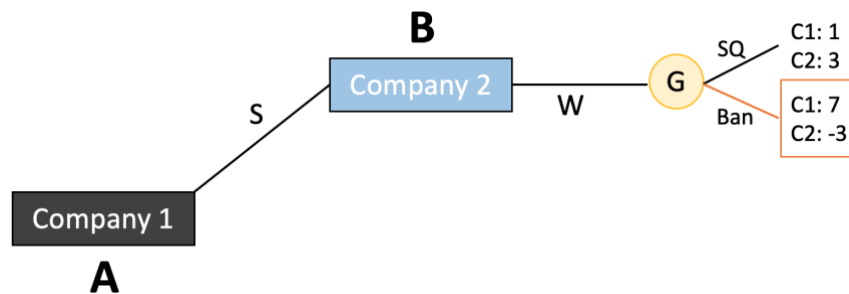 B
SQ
C1: 1
C2: 3
Company 2
G
S
W
Ban
C1: 7
C2: -3
Company 1
A